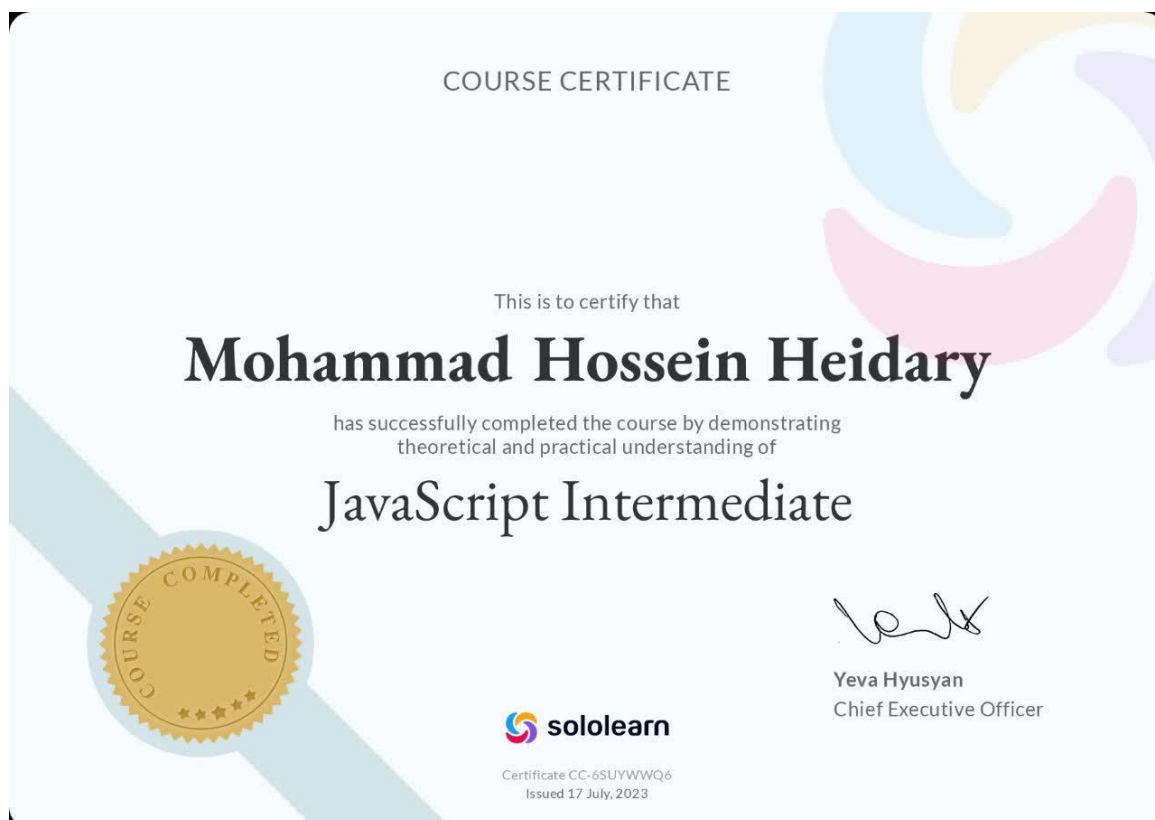 COURSE CERTIFICATE
This is to certify that
Mohammad Hossein Heidary
has successfully completed the course by demonstrating
theoretical and practical understanding of
JavaScript Intermediate
COURSE COMPLETED
Yeva Hyusyan
Chief Executive Officer
sololearn
Certificate CC-6SUYWWQ6
Issued 17 July, 2023